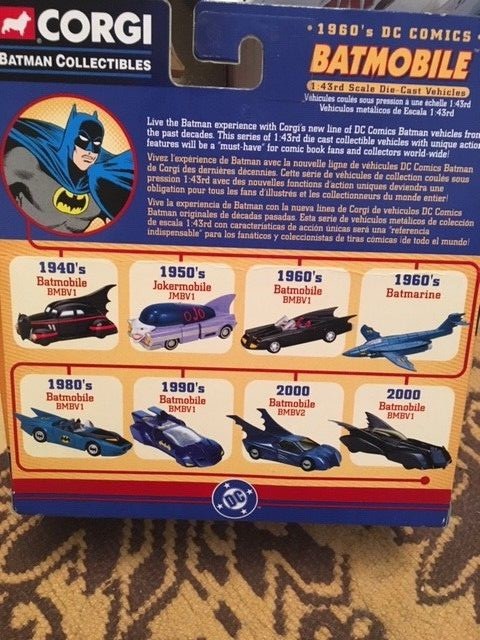 CORGI
BATMAN COLLECTIBLES
• 1960's DC COMICS •
BATMOBILE
1:43rd Scale Die-Cast Vehicles
Véhicules coulés sous pression à une échelle 1:43rd
Vehículos metálicos de Escala 1:43rd
Live the Batman experience with Corgi's new line of DC Comics Batman vehicles from
the past decades. This series of 1:43rd die cast collectible vehicles with unique action
features will be a "must-have" for comic book fans and collectors world-wide!
Vivez l'expérience de Batman avec la nouvelle ligne de véhicules DC Comics Batman
de Corgi des dernières décennies. Cette série de véhicules de collection coulés sous
pression 1:43rd avec des nouvelles fonctions d'action uniques deviendra une
obligation pour tous les fans d'illustrés et les collectionneurs du monde entier!
Vive la experiencia de Batman con la nueva línea de Corgi de vehículos DC Comics
Batman originales de décadas pasadas. Esta serie de vehículos metálicos de colección
de escala 1:43rd con características de acción únicas será una "referencia
indispensable" para los fanáticos y coleccionistas de tiras cómicas ¡de todo el mundo!
1940's
Batmobile
BMBV1
1950's
Jokermobile
JMBV1
OJO
1960's
Batmobile
BMBV1
1960's
Batmarine
1980's
Batmobile
BMBV1
1990's
Batmobile
BMBV1
2000
Batmobile
BMBV2
2000
Batmobile
BMBV1
DC